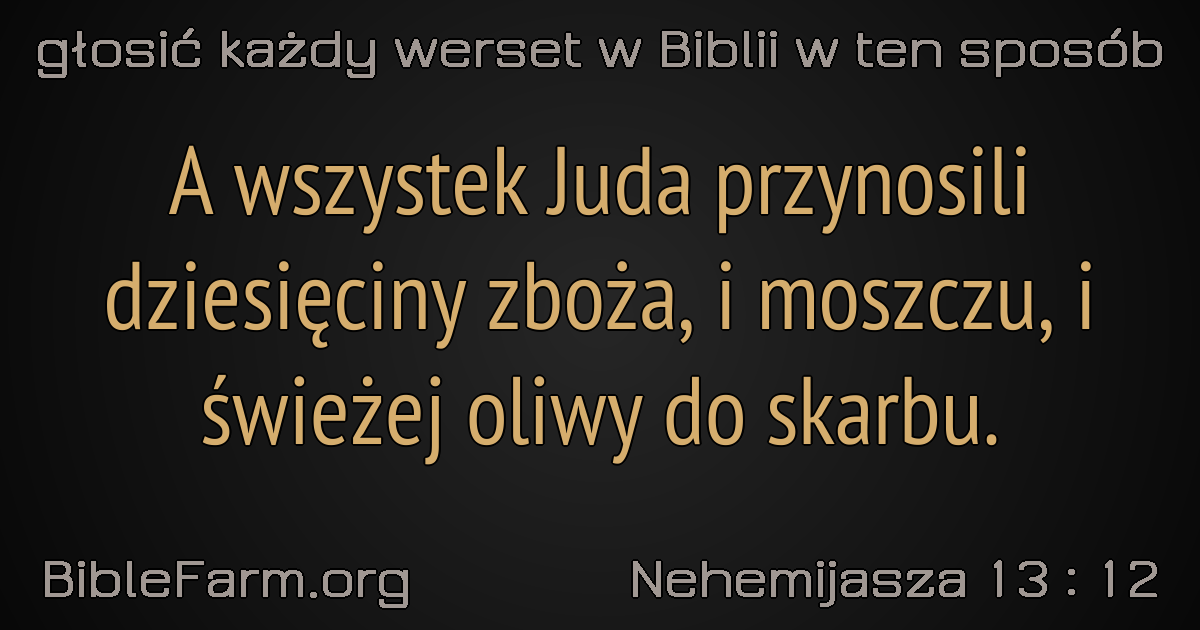 głosić każdy werset w Biblii w ten sposób
A wszystek Juda przynosili
dziesięciny zboża, i moszczu, i
świeżej oliwy do skarbu.
BibleFarm.org
Nehemijasza 13 : 12